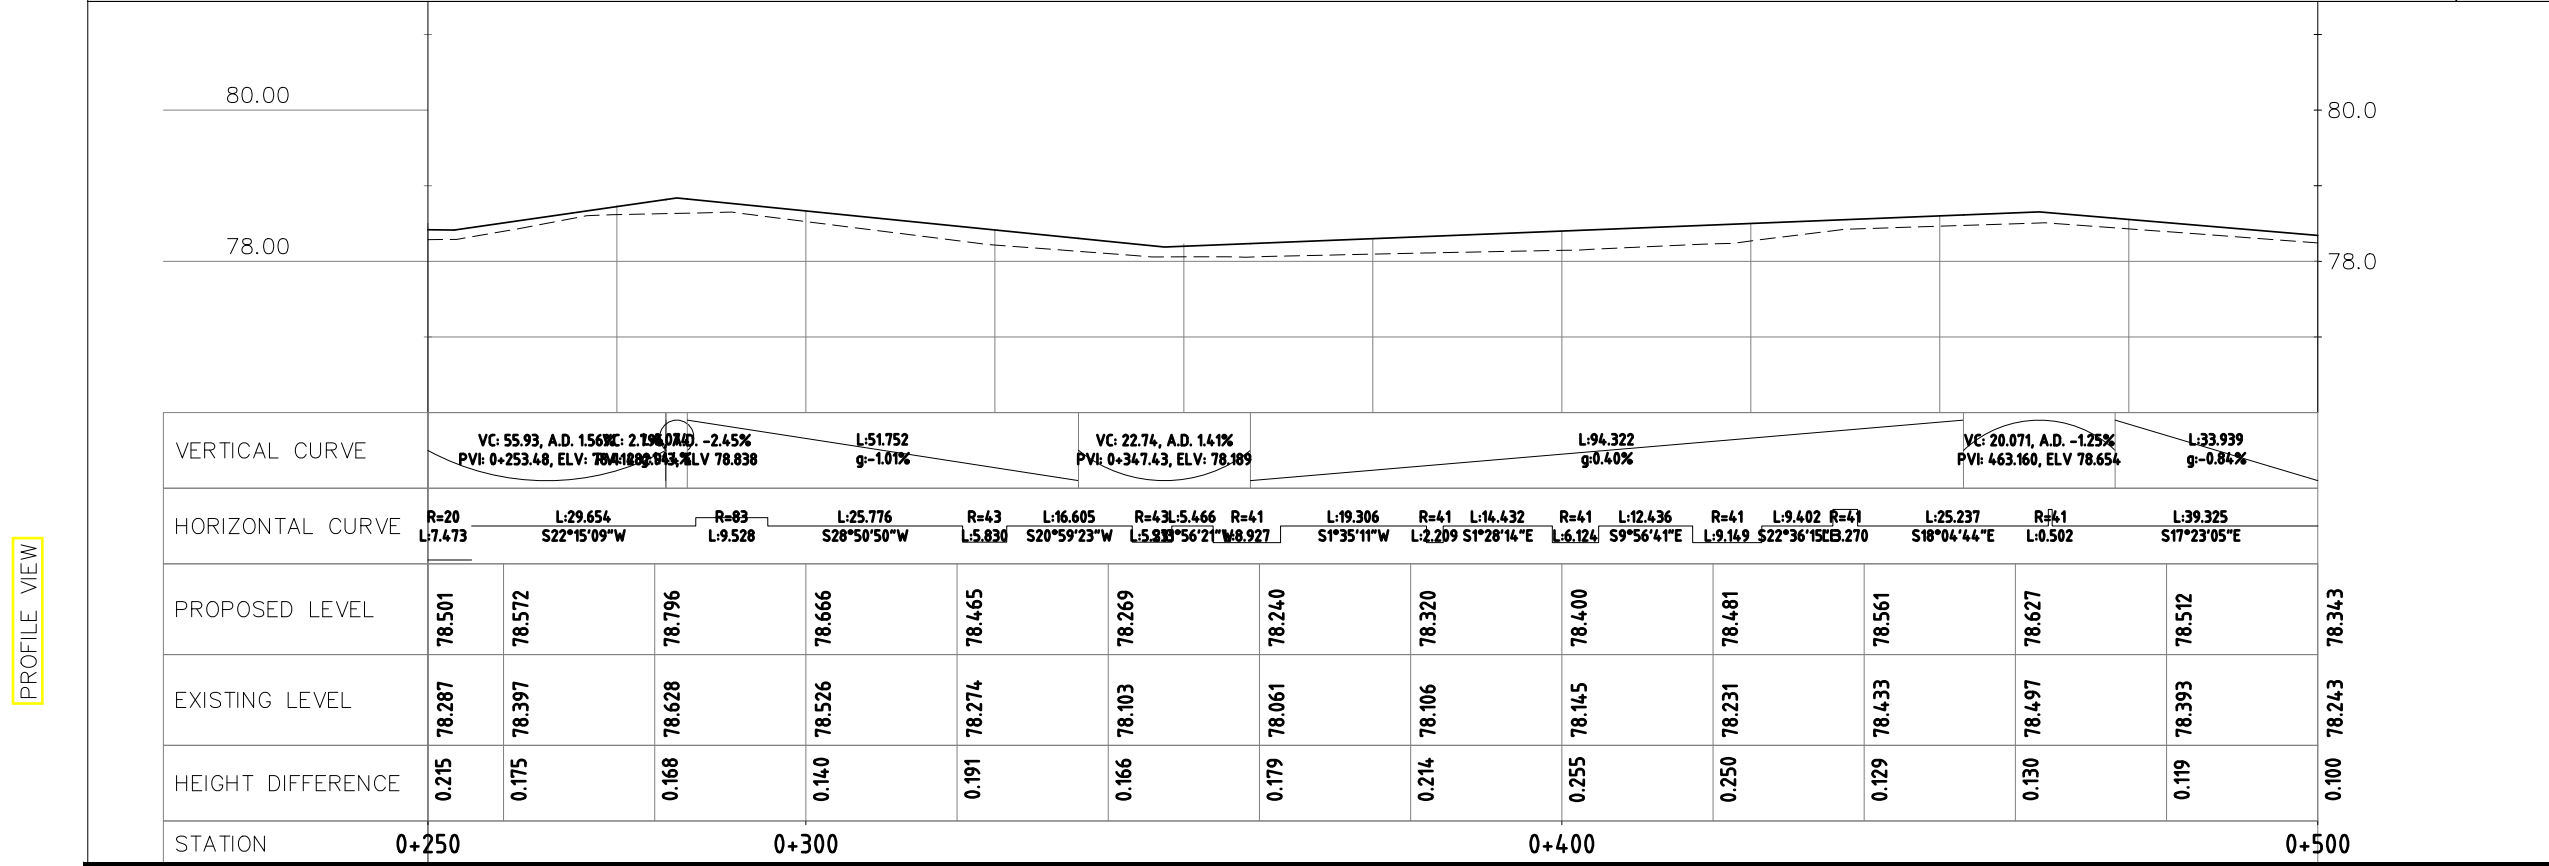 80.00
80.0
78.00
78.0
PROFILE VIEW
VERTICAL CURVE
VC: 55.93, A.D. 1.56%
VC: 2.796, A.D. -2.45%
PVI: 0+253.48, ELV:
ELV 78.838
L:51.752
g:-1.01%
VC: 22.74, A.D. 1.41%
PVI: 0+347.43, ELV: 78.189
L:94.322
g:0.40%
VC: 20.071, A.D. -1.25%
PVI: 463.160, ELV 78.654
L:33.939
g:-0.84%
HORIZONTAL CURVE
R=20
L:7.473
L:29.654
S22°15'09"W
R=83
L:9.528
L:25.776
S28°50'50"W
R=43
L:5.830
L:16.605
S20°59'23"W
R=43
L:5.466
R=41
L:8.927
L:19.306
S1°35'11"W
R=41
L:2.209
L:14.432
S1°28'14"E
R=41
L:6.124
L:12.436
S9°56'41"E
R=41
L:9.149
L:9.402
S22°36'15"E
R=41
L:3.270
L:25.237
S18°04'44"E
R=41
L:0.502
L:39.325
S17°23'05"E
PROPOSED LEVEL 78.501 78.572 78.796 78.666 78.465 78.269 78.240 78.320 78.400 78.481 78.561 78.627 78.512 78.343
EXISTING LEVEL 78.287 78.397 78.628 78.526 78.274 78.103 78.061 78.106 78.145 78.231 78.433 78.497 78.393 78.243
HEIGHT DIFFERENCE 0.215 0.175 0.168 0.140 0.191 0.166 0.179 0.214 0.255 0.250 0.129 0.130 0.119 0.100
STATION 0+250 0+300 0+400 0+500